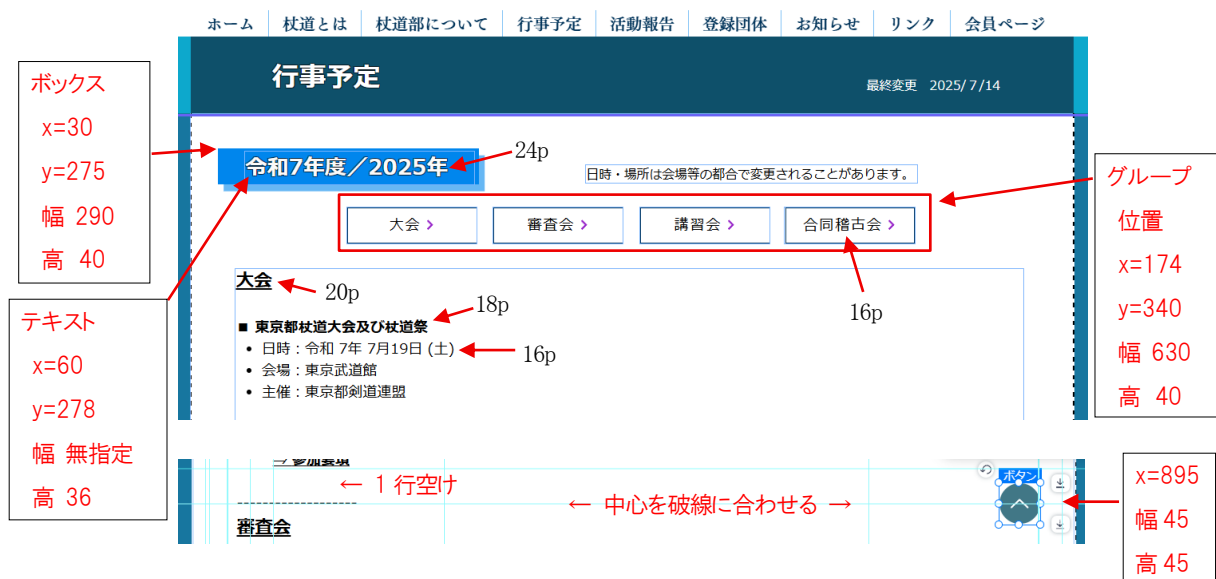 ホーム 杖道とは 杖道部について 行事予定 活動報告 登録団体 お知らせ リンク 会員ページ
行事予定
最終変更 2025/ 7 /14
ボックス
x=30
y=275
幅 290
高 40
令和7年度／2025年
24p
日時・場所は会場等の都合で変更されることがあります。
グループ
位置
x=174
y=340
幅 630
高 40
大会 >
審査会 >
講習会 >
合同稽古会 >
16p
大会
20p
■ 東京都杖道大会及び杖道祭
18p
• 日時：令和 7年 7月19日 (土)
16p
• 会場：東京武道館
• 主催：東京都剣道連盟
テキスト
x=60
y=278
幅 無指定
高 36
⇒ 参加要項
← 1 行空け
← 中心を破線に合わせる →
---------------------------
審査会
ボタン
x=895
幅 45
高 45